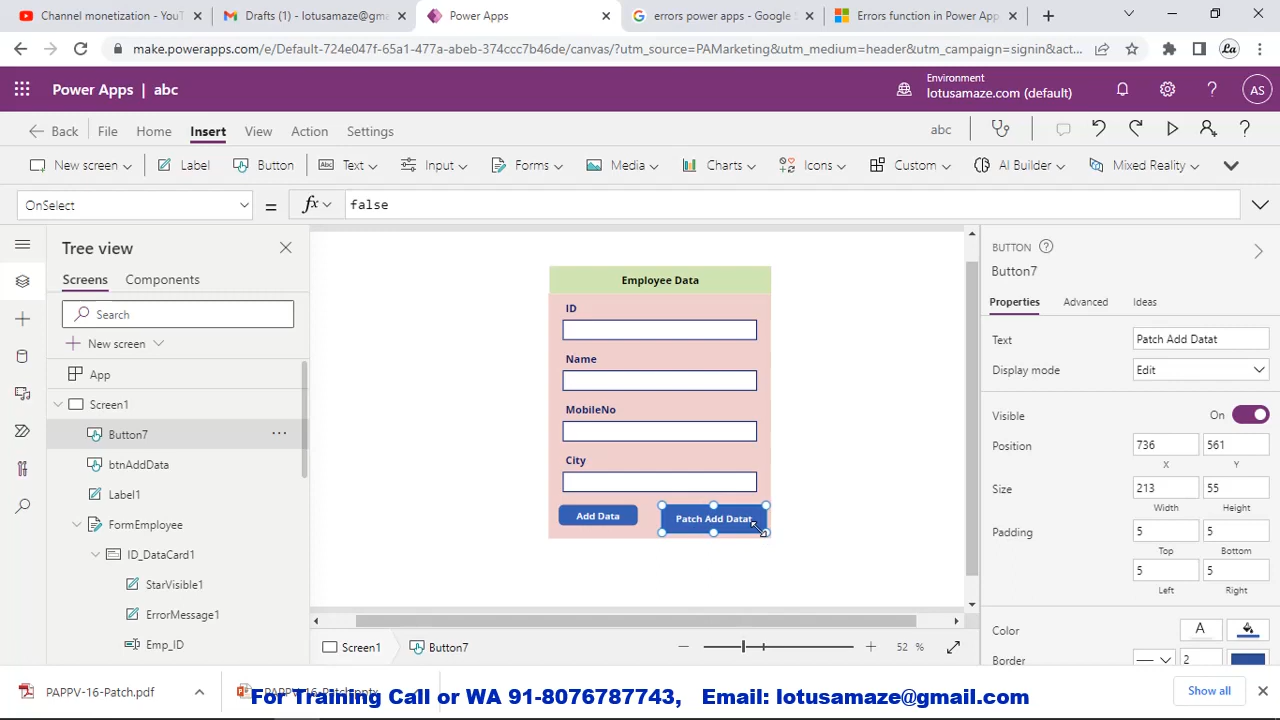 Channel monetization - YouT
Drafts (1) - lotusamaze@gm
Power Apps
errors power apps - Google
Errors function in Power App
make.powerapps.com/e/Default-724e047f-65a1-477a-abeb-374ccc7b46de/canvas/?utm_source=PAMarketing&utm_medium=header&utm_campaign=signin&act...
La
Power Apps | abc
Environment
lotusamaze.com (default)
AS
Back
File
Home
Insert
View
Action
Settings
abc
New screen
Label
Button
Text
Input
Forms
Media
Charts
Icons
Custom
AI Builder
Mixed Reality
OnSelect
=
fx
false
Tree view
Screens
Components
Search
New screen
App
Screen1
Button7
btnAddData
Label1
FormEmployee
ID_DataCard1
StarVisible1
ErrorMessage1
Emp_ID
Employee Data
ID
Name
MobileNo
City
Add Data
Patch Add Datat
Screen1
Button7
52 %
BUTTON
Button7
Properties
Advanced
Ideas
Text
Patch Add Datat
Display mode
Edit
Visible
On
Position
736
561
X
Y
Size
213
55
Width
Height
Padding
5
5
Top
Bottom
5
5
Left
Right
Color
A
Border
2
PAPPV-16-Patch.pdf
Show all
For Training Call or WA 91-8076787743, Email: lotusamaze@gmail.com